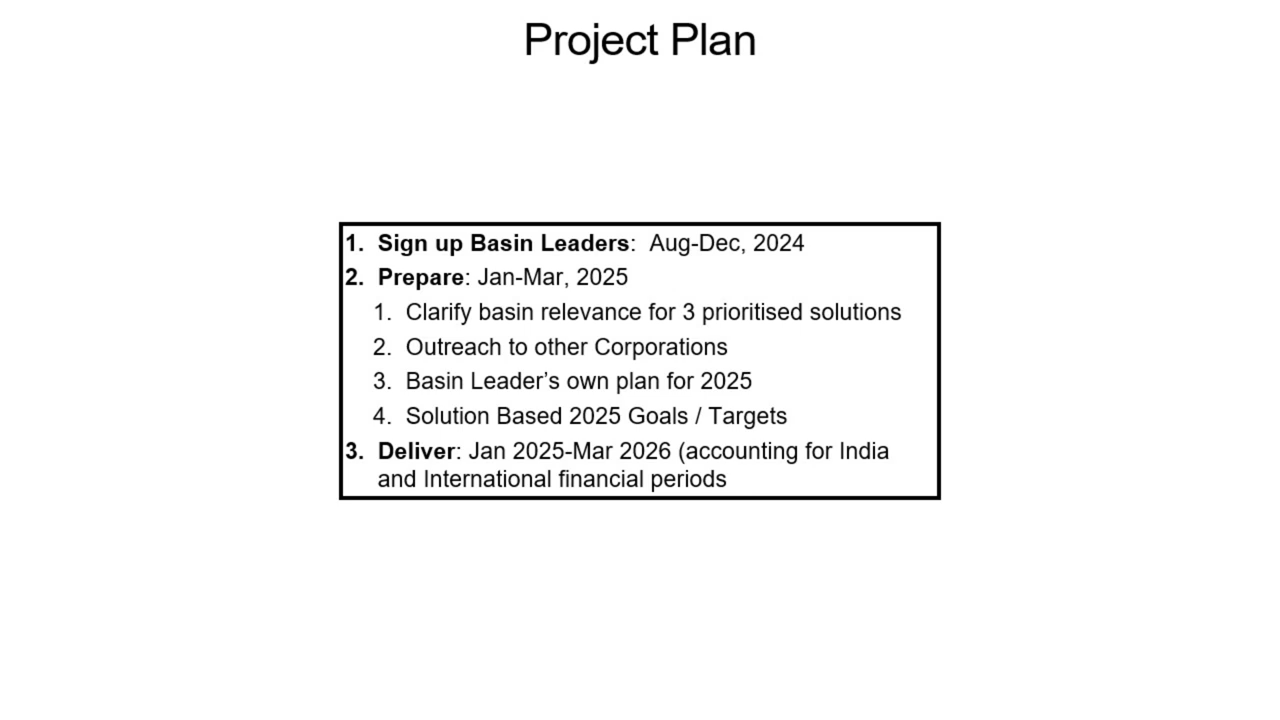 Project Plan
1. Sign up Basin Leaders:  Aug-Dec, 2024
2. Prepare: Jan-Mar, 2025
1. Clarify basin relevance for 3 prioritised solutions
2. Outreach to other Corporations
3. Basin Leader’s own plan for 2025
4. Solution Based 2025 Goals / Targets
3. Deliver: Jan 2025-Mar 2026 (accounting for India
and International financial periods